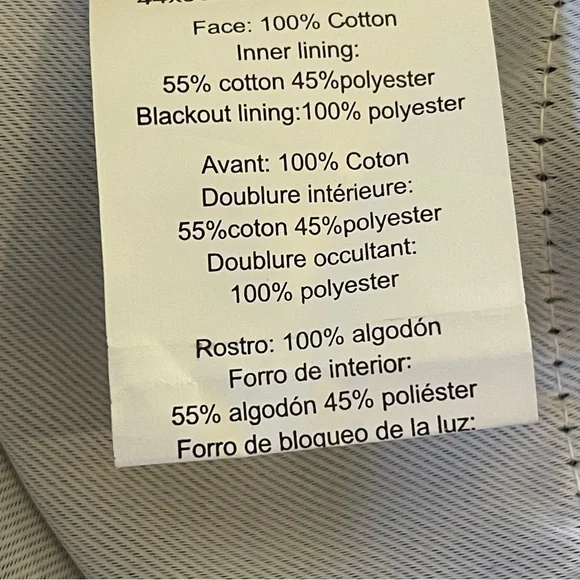 Face: 100% Cotton
Inner lining:
55% cotton 45%polyester
Blackout lining:100% polyester
Avant: 100% Coton
Doublure intérieure:
55%coton 45%polyester
Doublure occultant:
100% polyester
Rostro: 100% algodón
Forro de interior:
55% algodón 45% poliéster
Forro de bloqueo de la luz: